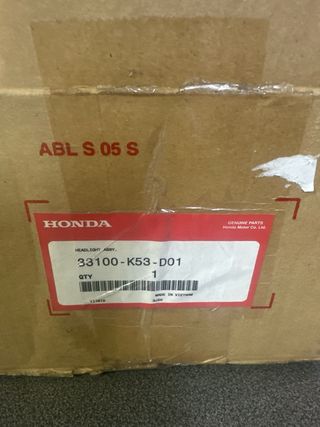 ABL S 05 S
HONDA
GENUINE PARTS
Honda Motor Co., Ltd.
HEADLIGHT ASSY.
33100-K53-D01
QTY 1
MADE IN VIETNAM